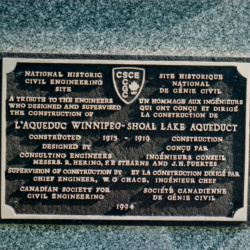 CSCE
SCGC
NATIONAL HISTORIC SITE HISTORIQUE
CIVIL ENGINEERING NATIONAL
SITE DE GÉNIE CIVIL
A TRIBUTE TO THE ENGINEERS UN HOMMAGE AUX INGÉNIEURS
WHO DESIGNED AND SUPERVISED QUI ONT CONÇU ET DIRIGÉ
THE CONSTRUCTION OF LA CONSTRUCTION DE
L'AQUEDUC WINNIPEG-SHOAL LAKE AQUEDUCT
CONSTRUCTED 1915 - 1919 CONSTRUCTION
DESIGNED BY CONÇU PAR
CONSULTING ENGINEERS INGÉNIEURS CONSEIL
MESSRS. R. HERING, F.P. STEARNS AND J.H. FUERTES
SUPERVISION OF CONSTRUCTION BY - ET LA CONSTRUCTION DIRIGÉE PAR
CHIEF ENGINEER, W. G. CHACE, INGÉNIEUR CHEF
CANADIAN SOCIETY FOR SOCIÉTÉ CANADIENNE
CIVIL ENGINEERING DE GÉNIE CIVIL
1994